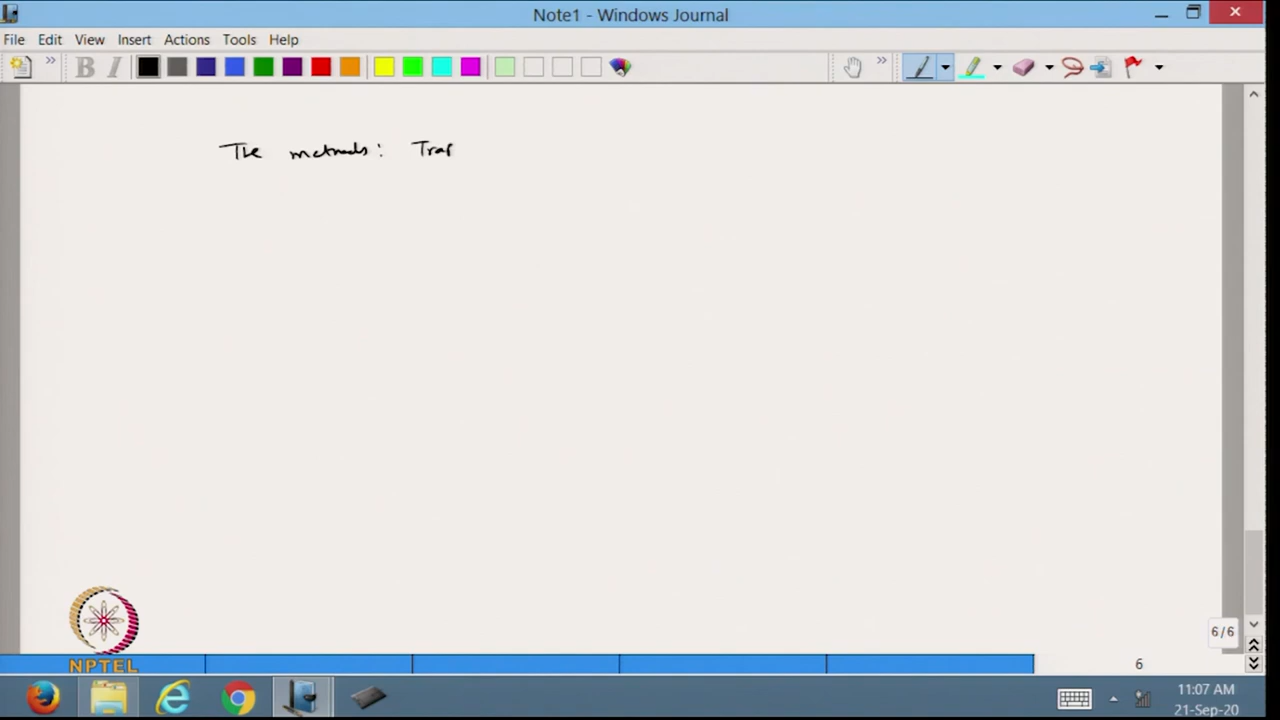 Note1 - Windows Journal
File Edit View Insert Actions Tools Help
B I
The methods: Trap
6/6
NPTEL
6
11:07 AM
21-Sep-20